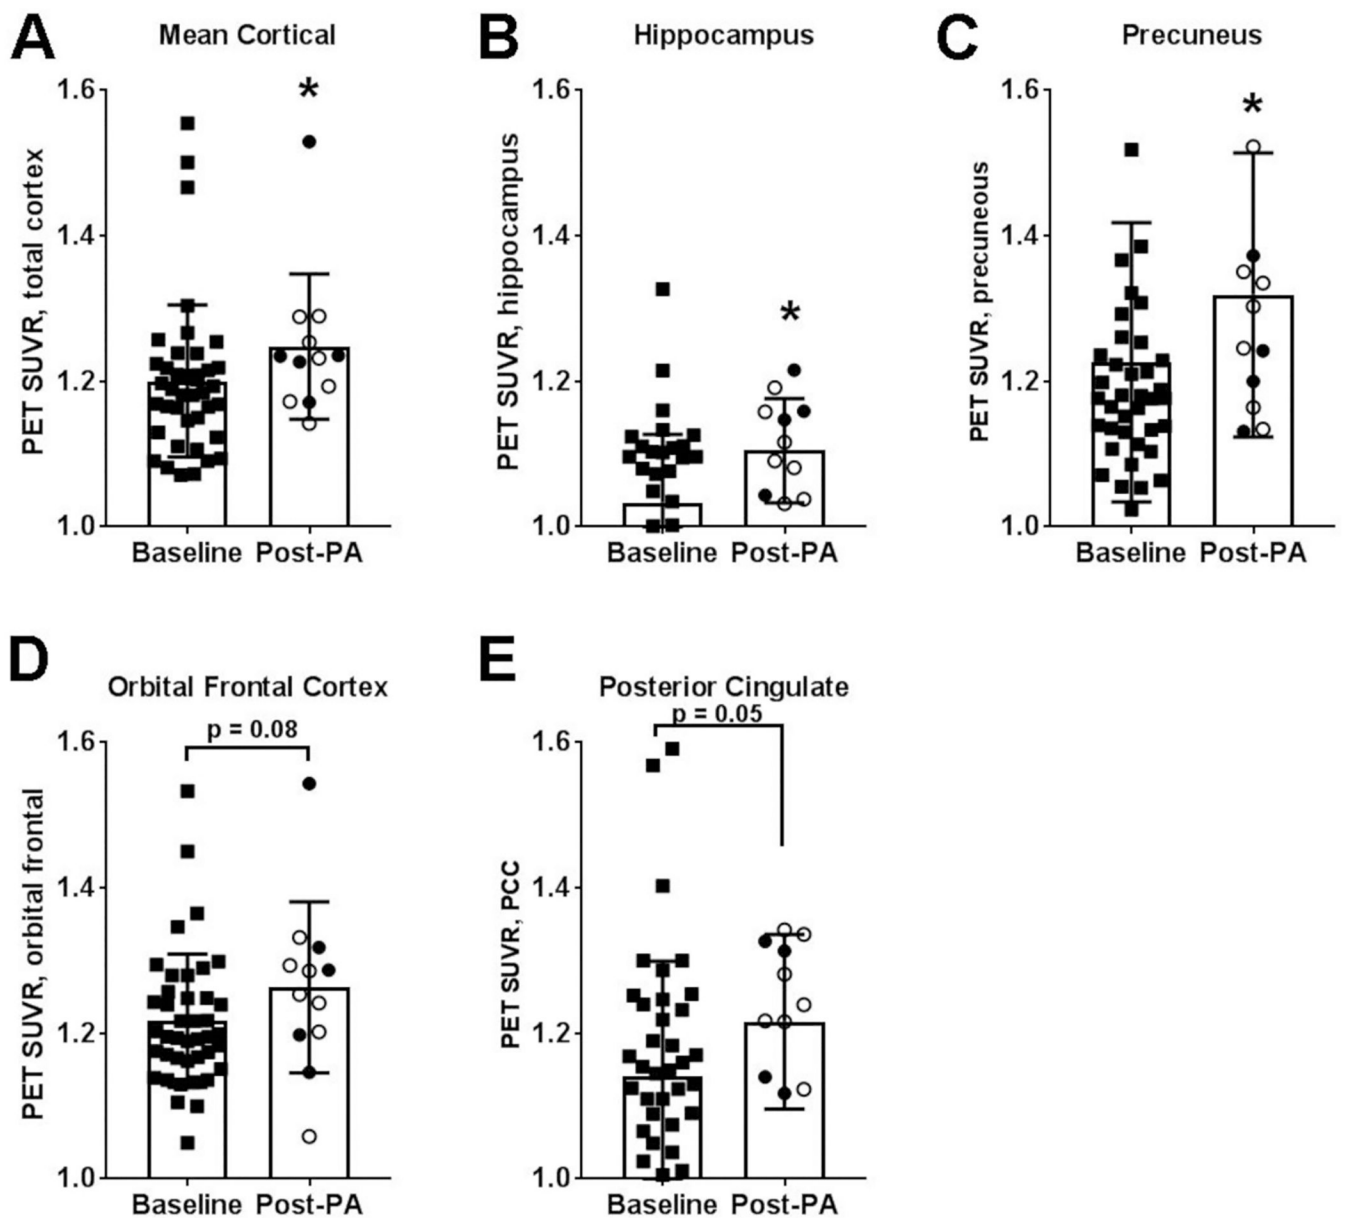 A
Mean Cortical
PET SUVR, total cortex
1.6
1.4
1.2
1.0
*
Baseline Post-PA
B
Hippocampus
PET SUVR, hippocampus
1.6
1.4
1.2
1.0
*
Baseline Post-PA
C
Precuneus
PET SUVR, precuneous
1.6
1.4
1.2
1.0
*
Baseline Post-PA
D
Orbital Frontal Cortex
p = 0.08
PET SUVR, orbital frontal
1.6
1.4
1.2
1.0
Baseline Post-PA
E
Posterior Cingulate
p = 0.05
PET SUVR, PCC
1.6
1.4
1.2
1.0
Baseline Post-PA